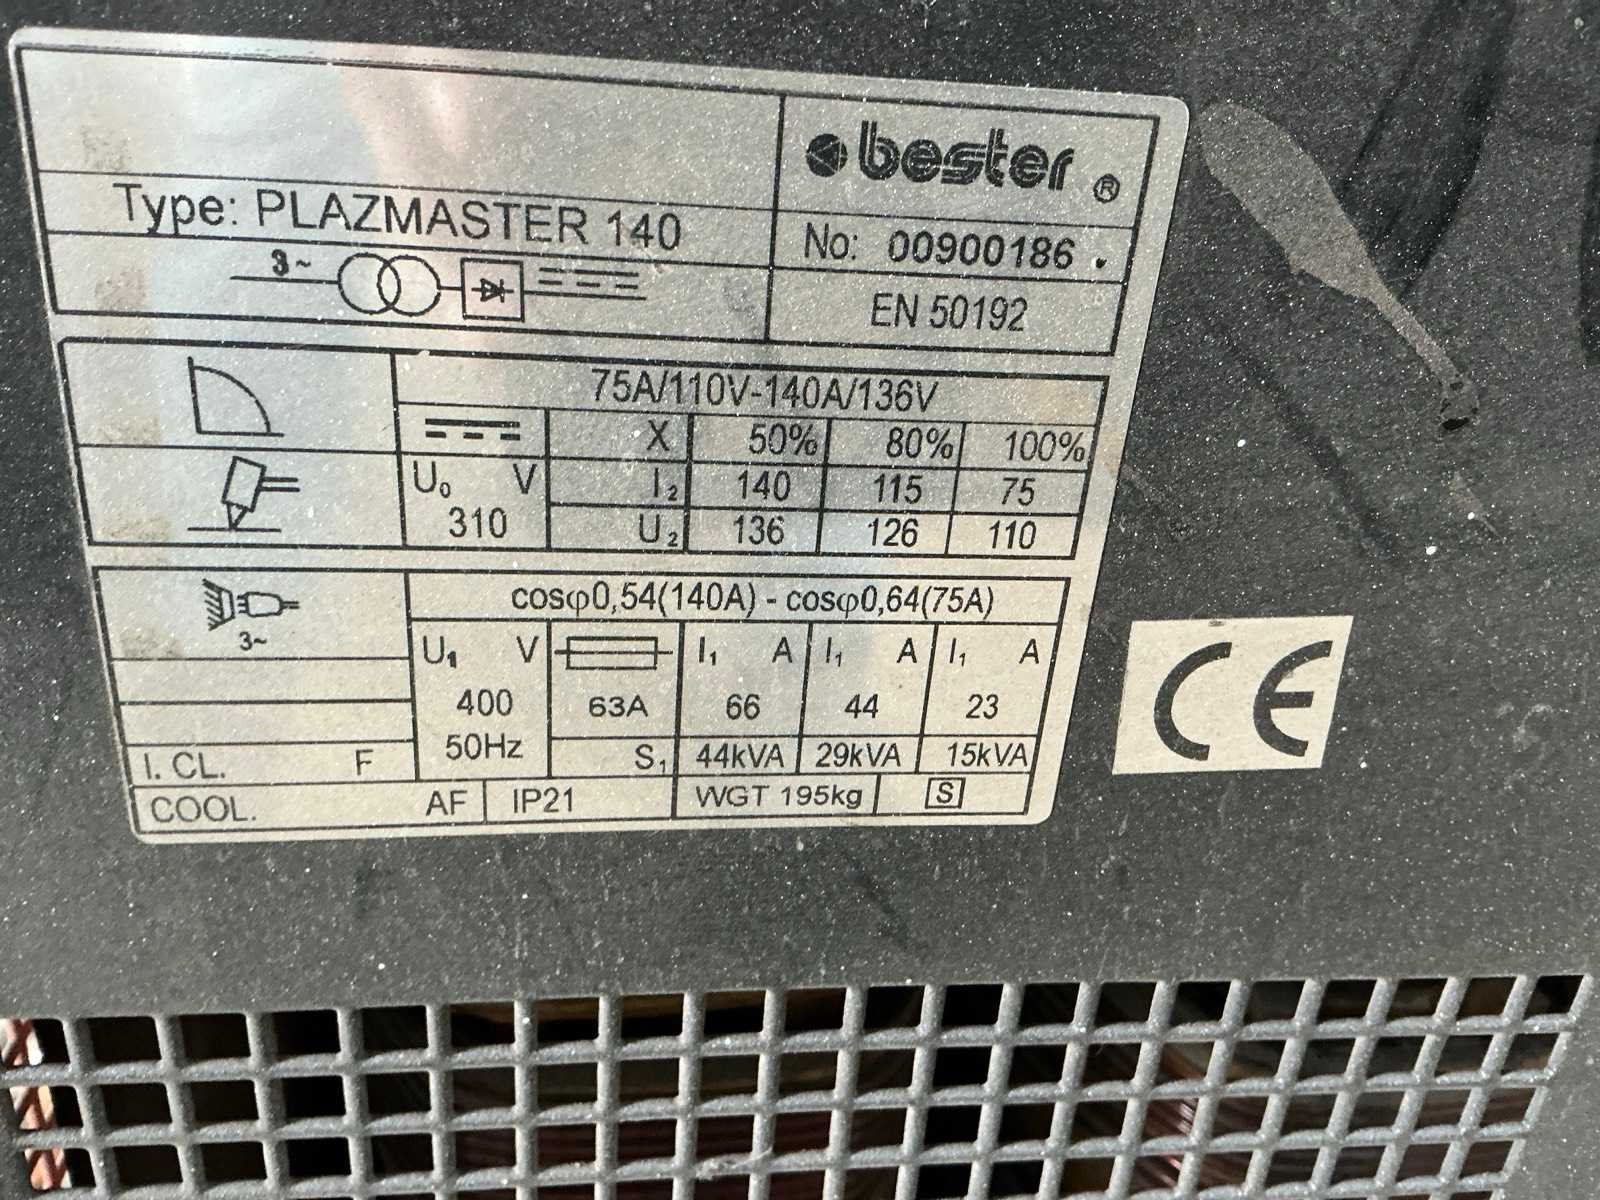 bester ®
Type: PLAZMASTER 140
No: 00900186 .
3~
EN 50192
75A/110V-140A/136V
X 50% 80% 100%
U₀ V
310
I₂ 140 115 75
U₂ 136 126 110
cosφ0,54(140A) - cosφ0,64(75A)
3~
U₁ V I₁ A I₁ A I₁ A
400 63A 66 44 23
50Hz
I. CL. F
S₁ 44kVA 29kVA 15kVA
COOL. AF IP21 WGT 195kg S
CE